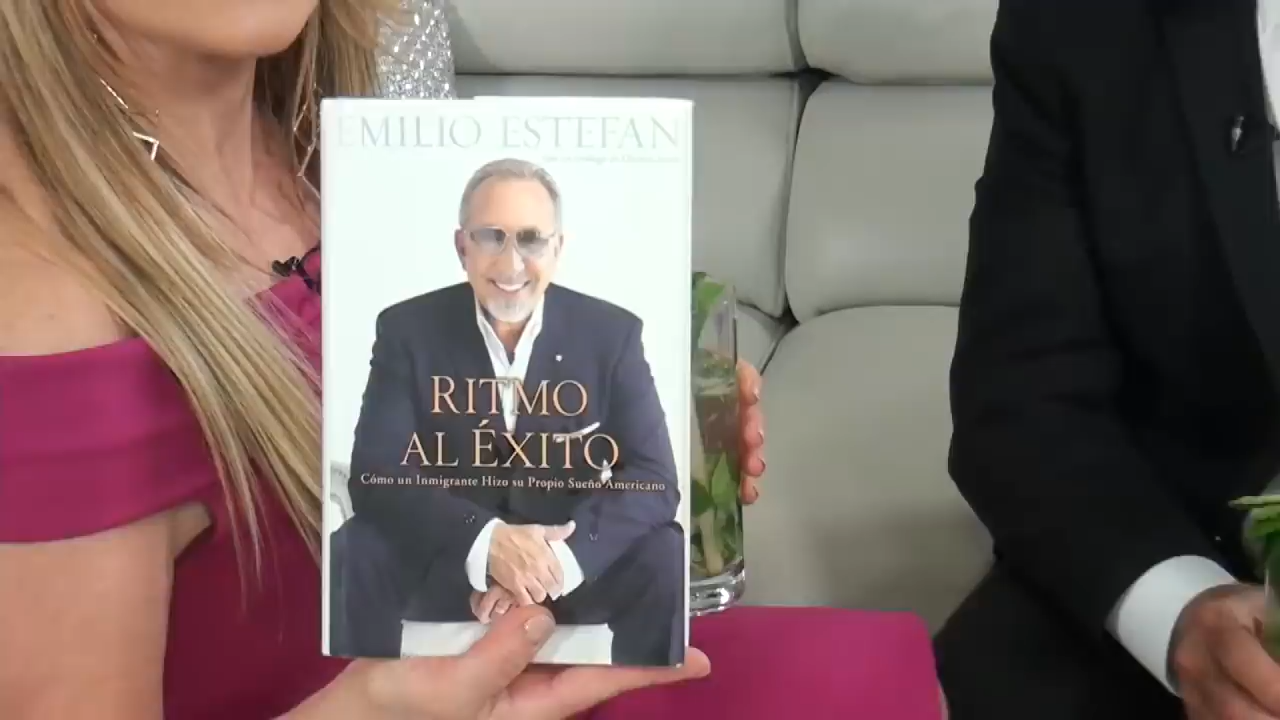 EMILIO ESTEFAN
RITMO
AL ÉXITO
Cómo un Inmigrante Hizo su Propio Sueño Americano